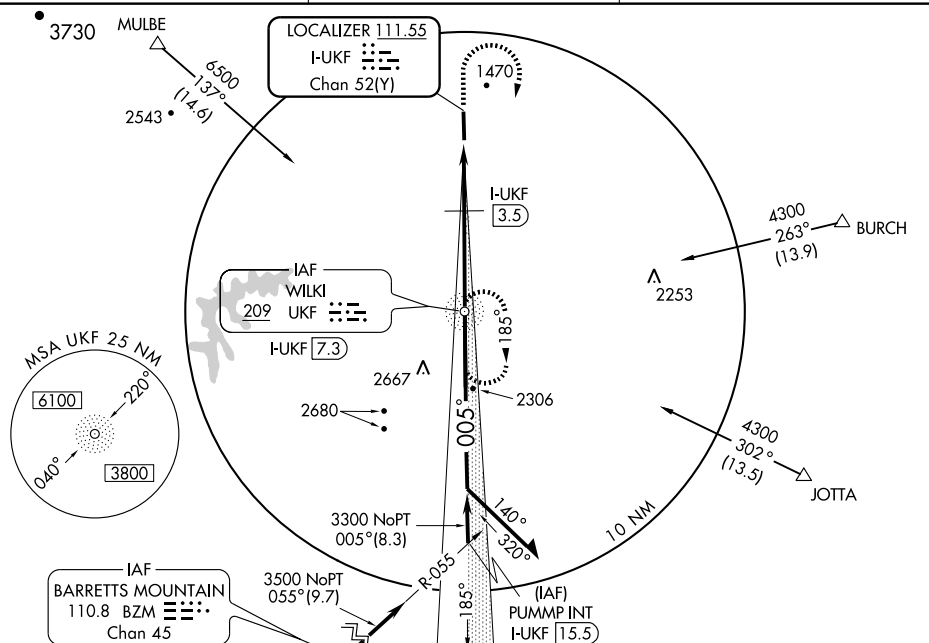 3730
MULBE
6500
137°
(14.6)
2543
LOCALIZER 111.55
I-UKF
Chan 52(Y)
1470
I-UKF
3.5
4300
263°
(13.9)
BURCH
2253
IAF
WILKI
209 UKF
I-UKF 7.3
185°
MSA UKF 25 NM
220°
6100
040°
3800
2667
2680
2306
005°
4300
302°
(13.5)
JOTTA
10 NM
140°
320°
3300 NoPT
005°(8.3)
R-055
3500 NoPT
055°(9.7)
185°
(IAF)
PUMMP INT
I-UKF 15.5
IAF
BARRETTS MOUNTAIN
110.8 BZM
Chan 45